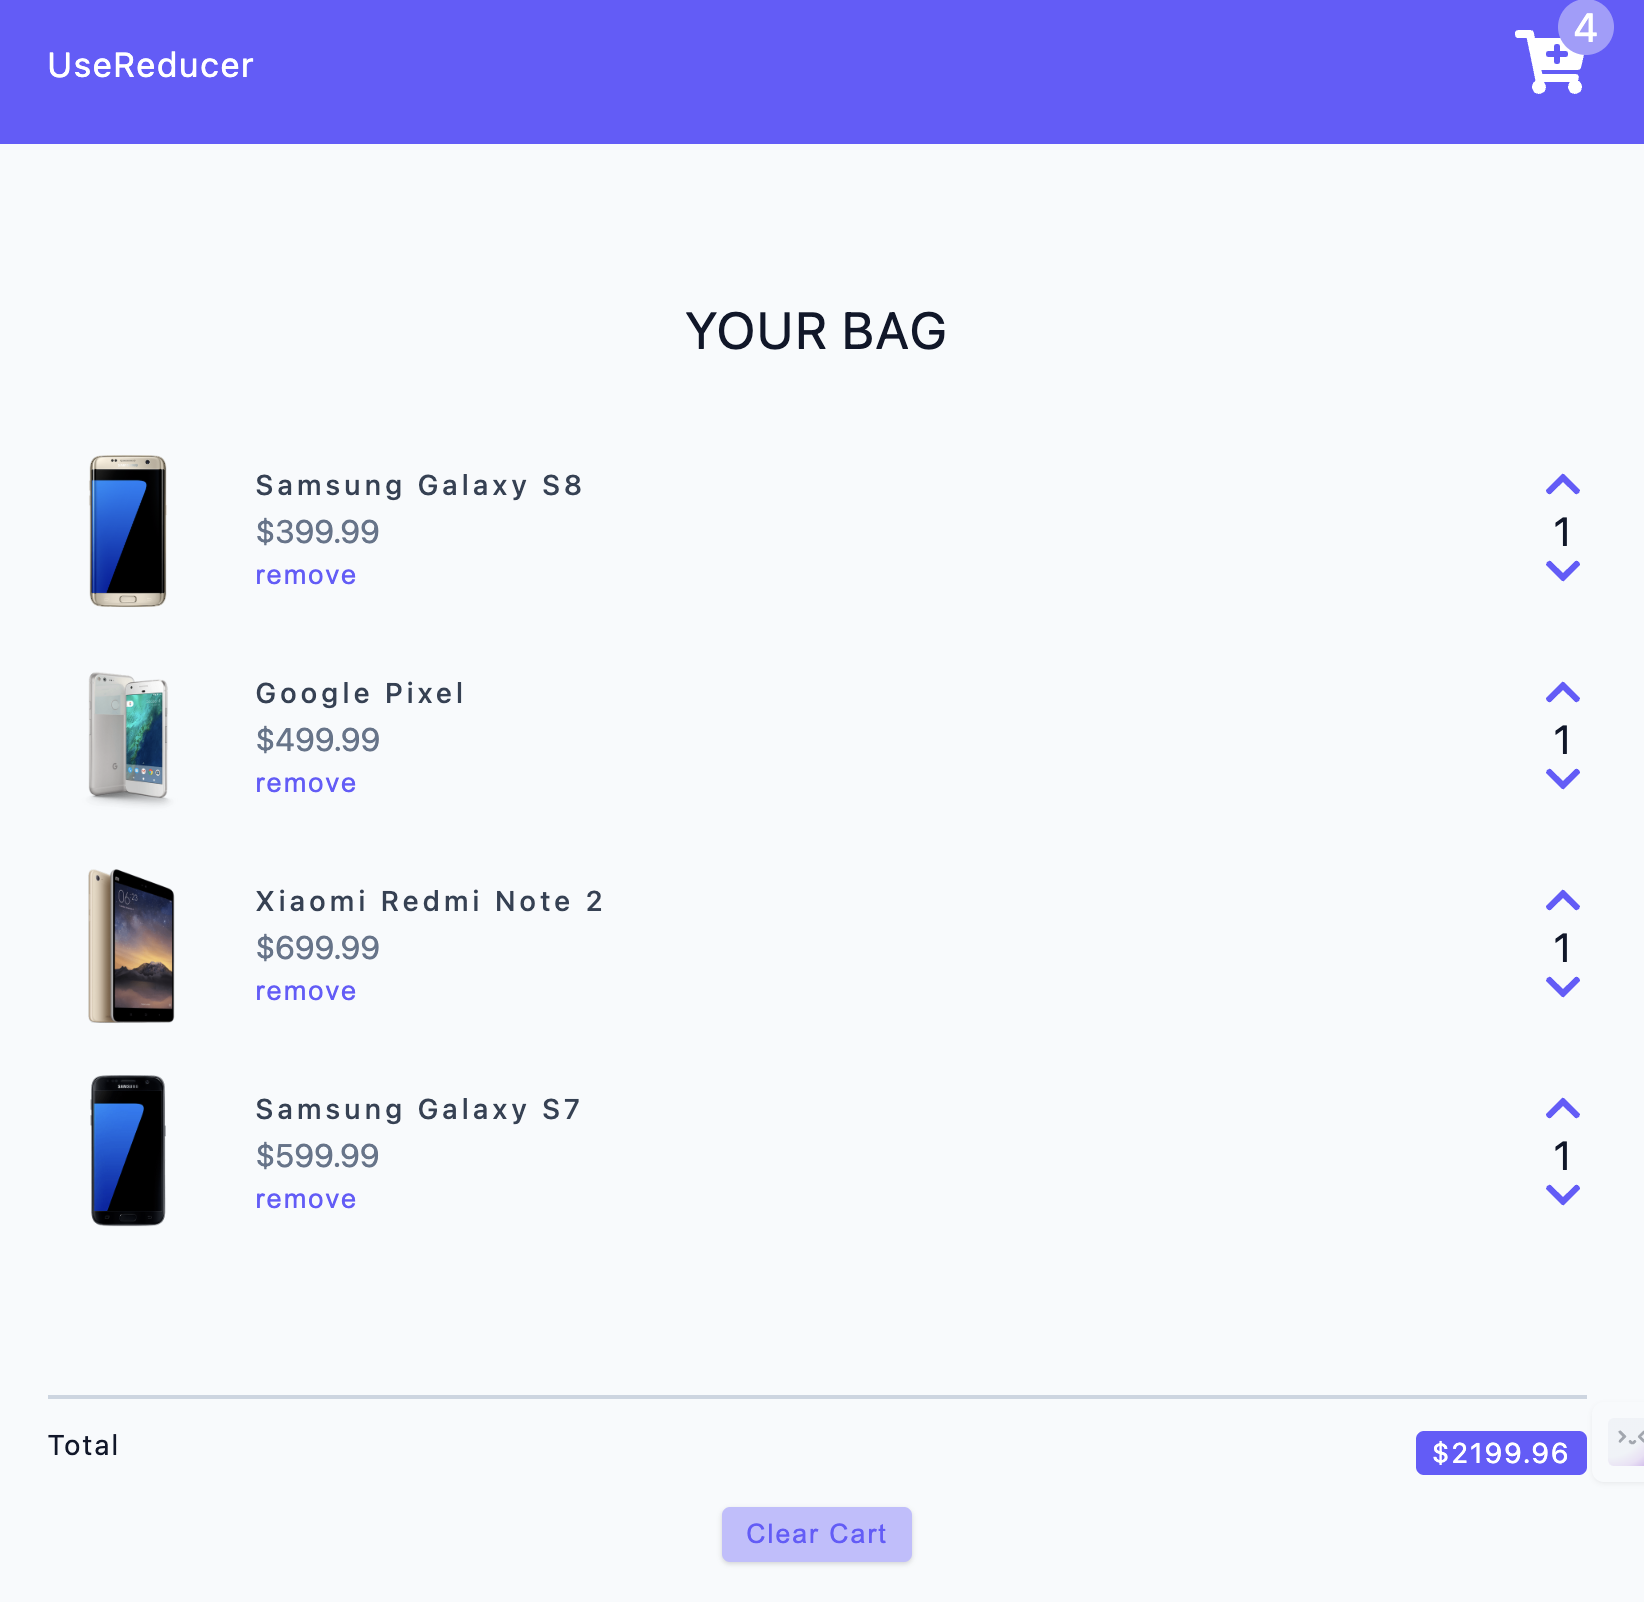 UseReducer
4
YOUR BAG
Samsung Galaxy S8
$399.99
remove
1
Google Pixel
$499.99
remove
1
Xiaomi Redmi Note 2
$699.99
remove
1
Samsung Galaxy S7
$599.99
remove
1
Total
$2199.96
Clear Cart